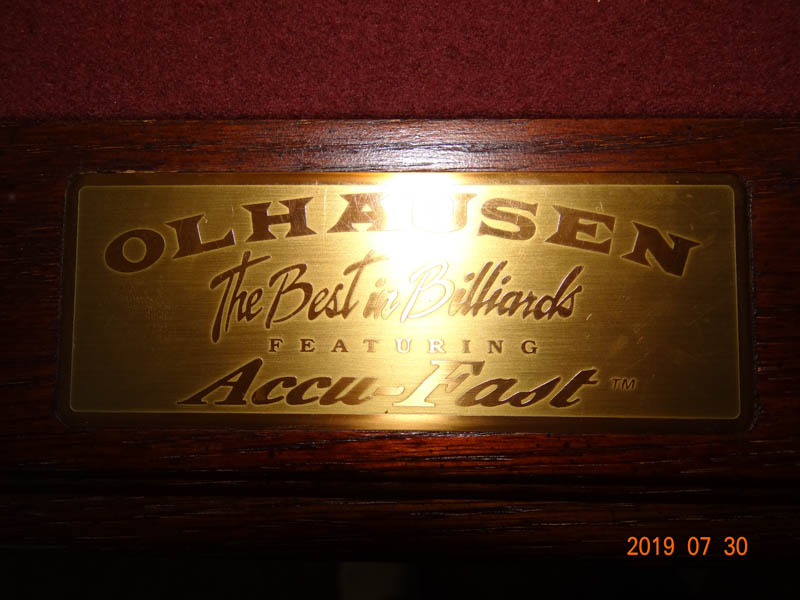 OLHAUSEN
The Best in Billiards
FEATURING
Accu-Fast™
2019 07 30